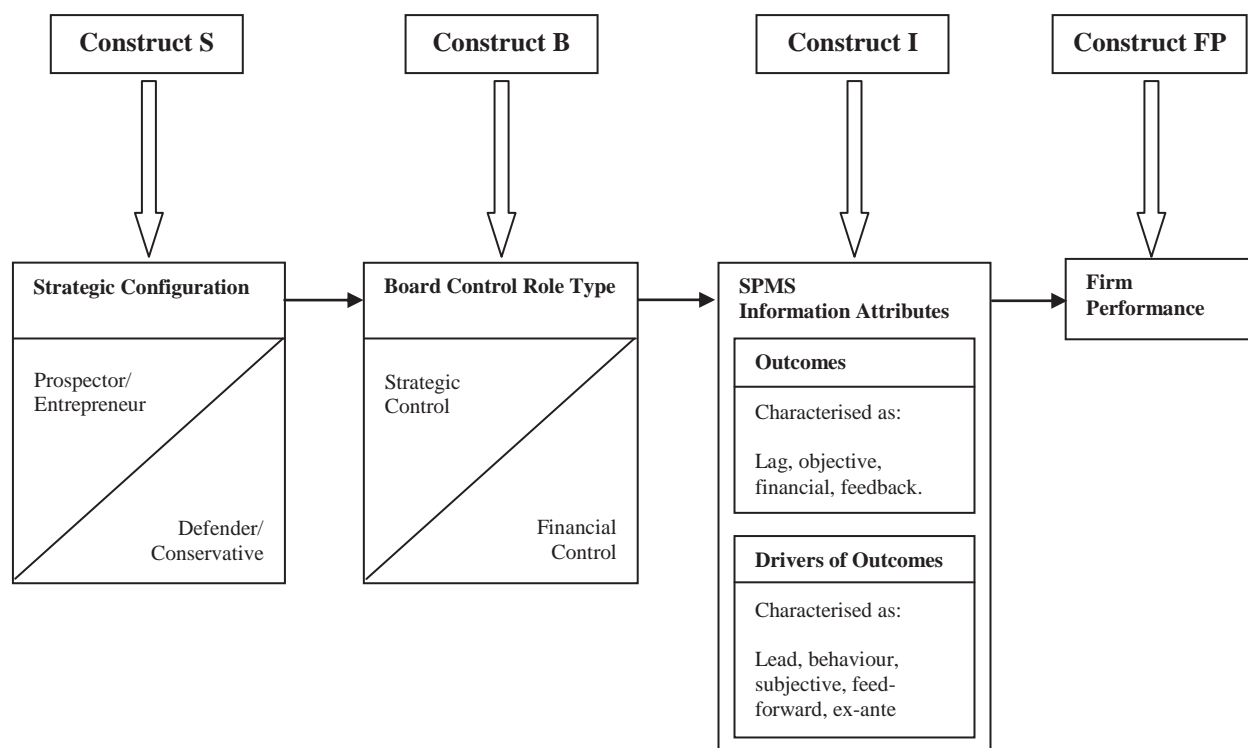 Construct S
Construct B
Construct I
Construct FP
Strategic Configuration
Prospector/
Entrepreneur
Defender/
Conservative
Board Control Role Type
Strategic
Control
Financial
Control
SPMS
Information Attributes
Outcomes
Characterised as:
Lag, objective,
financial, feedback.
Drivers of Outcomes
Characterised as:
Lead, behaviour,
subjective, feed-
forward, ex-ante
Firm
Performance